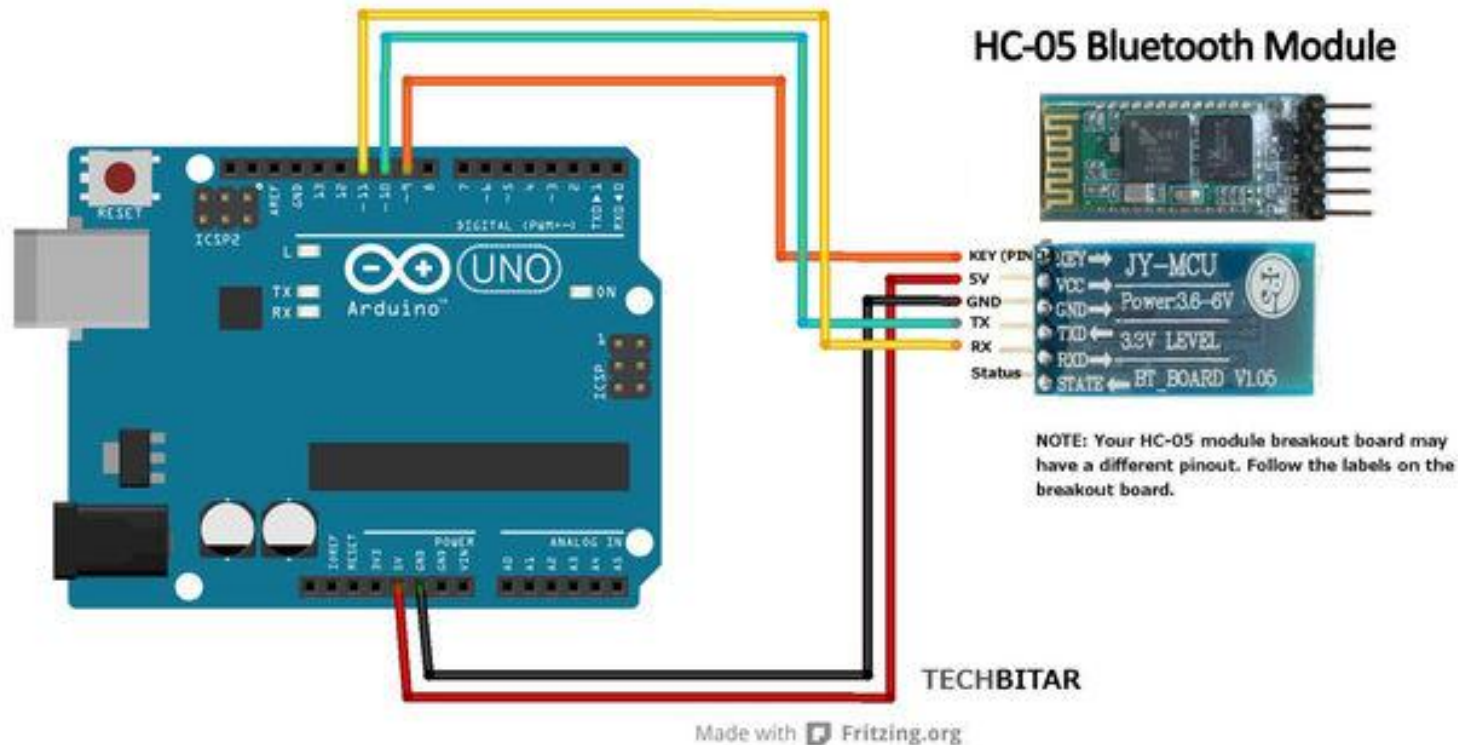 HC-05 Bluetooth Module
RESET
ICSP2
AREF
GND
13
12
~11
~10
~9
8
7
~6
~5
4
~3
2
TXD▶1
RXD◀0
DIGITAL (PWM=~)
L
TX
RX
Arduino™
UNO
ON
1
ICSP
KEY (PIN
5V
GND
TX
RX
Status
KEY
VCC
GND
TXD
RXD
STATE
JY-MCU
Power:3.6-6V
3.3V LEVEL
BT_BOARD V1.05
NOTE: Your HC-05 module breakout board may
have a different pinout. Follow the labels on the
breakout board.
POWER
ANALOG IN
IOREF
RESET
3V3
5V
GND
GND
VIN
A0
A1
A2
A3
A4
A5
TECHBITAR
Made with Fritzing.org